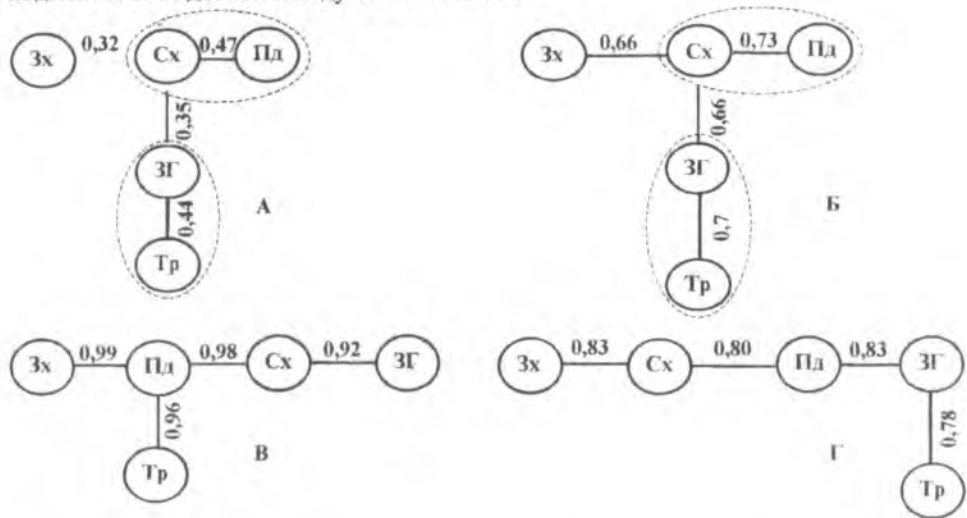 Зх 0,32 Сх 0,47 Пд
0,35
ЗГ
0,44
Тр
А
Зх 0,66 Сх 0,73 Пд
0,66
ЗГ
0,7
Тр
Б
Зх 0,99 Пд 0,98 Сх 0,92 ЗГ
0,96
Тр
В
Зх 0,83 Сх 0,80 Пд 0,83 ЗГ
0,78
Тр
Г